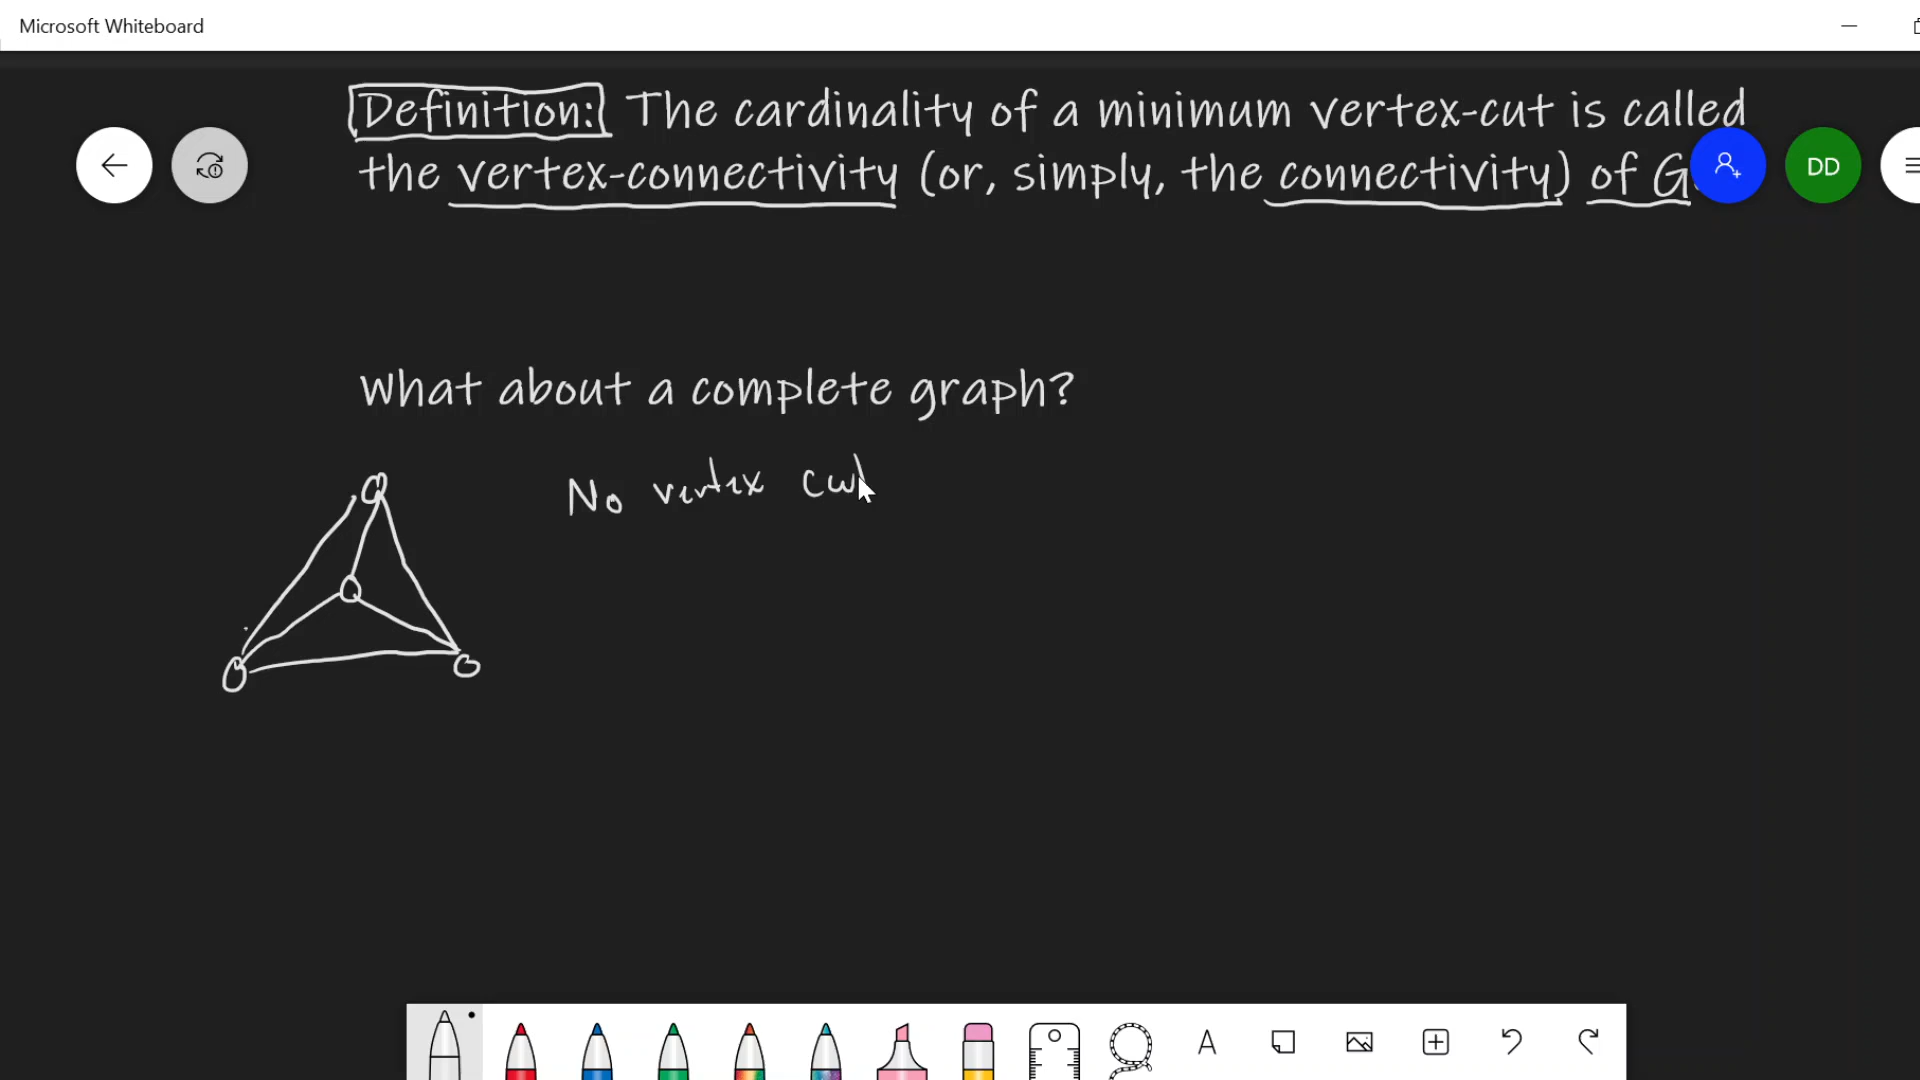 Microsoft Whiteboard
Definition: The cardinality of a minimum vertex-cut is called
the vertex-connectivity (or, simply, the connectivity) of G.
DD
What about a complete graph?
No vertex cut
A